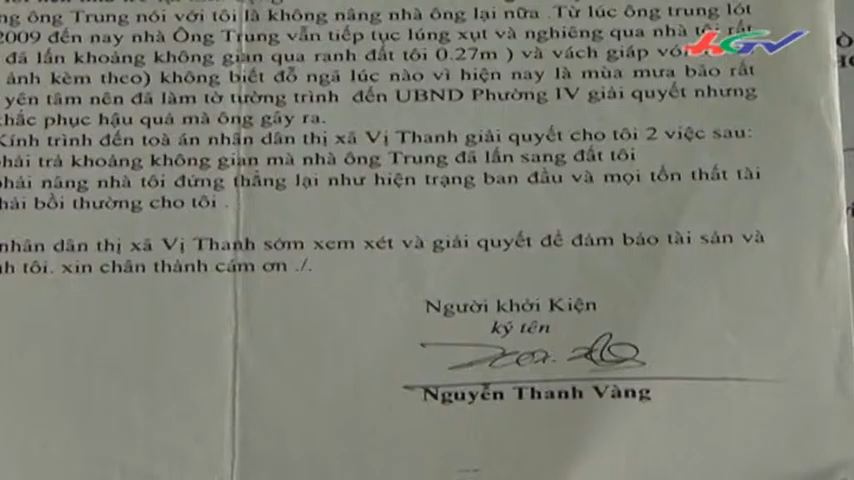 ng ông Trung nói với tôi là không nâng nhà ông lại nữa .Từ lúc ông trung lót
2009 đến nay nhà Ông Trung vẫn tiếp tục lúng xụt và nghiêng qua nhà tôi rất
đã lấn khoảng không gian qua ranh đất tôi 0.27m ) và vách giáp với
HGV
ảnh kèm theo) không biết đỗ ngã lúc nào vì hiện nay là mùa mưa bão rất
yên tâm nên đã làm tờ tường trình đến UBND Phường IV giải quyết nhưng
khắc phục hậu quả mà ông gây ra.
Kính trình đến toà án nhân dân thị xã Vị Thanh giải quyết cho tôi 2 việc sau:
phải trả khoảng không gian mà nhà ông Trung đã lấn sang đất tôi
phải nâng nhà tôi đứng thẳng lại như hiện trạng ban đầu và mọi tổn thất tài
hải bồi thường cho tôi .
nhân dân thị xã Vị Thanh sớm xem xét và giải quyết để đảm bảo tài sản và
nh tôi. xin chân thành cám ơn ./.
Người khởi Kiện
ký tên
Nguyễn Thanh Vàng